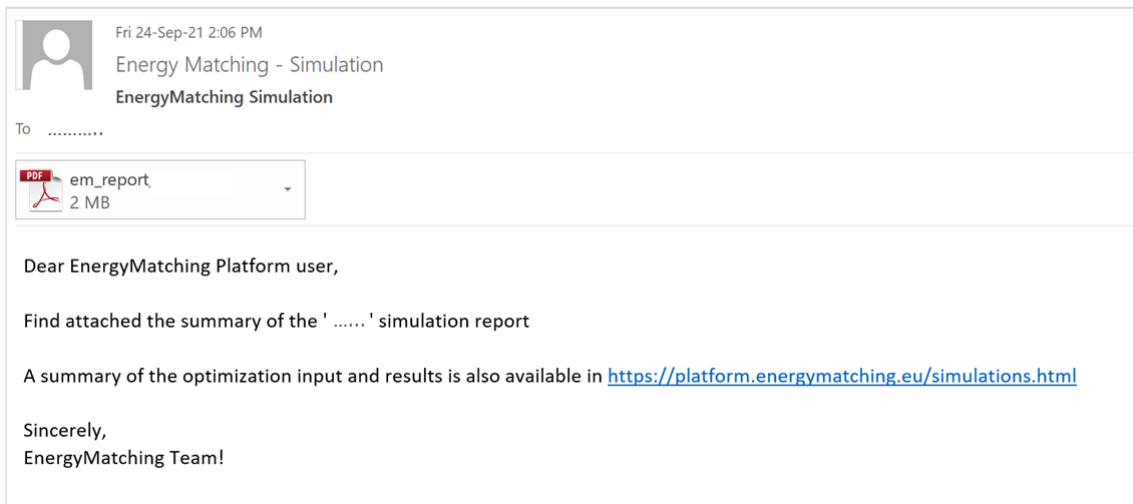 Fri 24-Sep-21 2:06 PM
Energy Matching - Simulation
EnergyMatching Simulation
To ...........
PDF
em_report
2 MB
Dear EnergyMatching Platform user,
Find attached the summary of the ' ...... ' simulation report
A summary of the optimization input and results is also available in https://platform.energymatching.eu/simulations.html
Sincerely,
EnergyMatching Team!